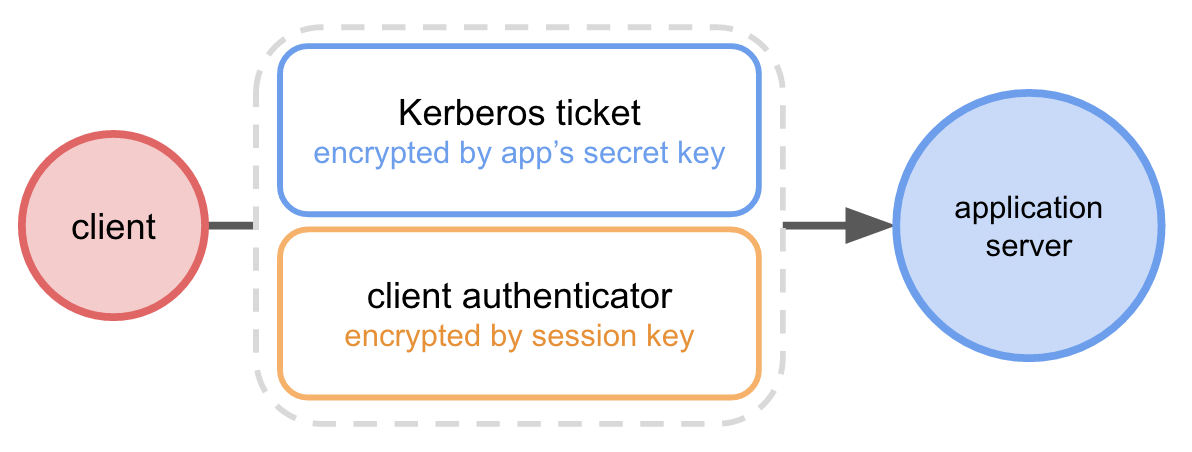 client
Kerberos ticket
encrypted by app’s secret key
client authenticator
encrypted by session key
application
server